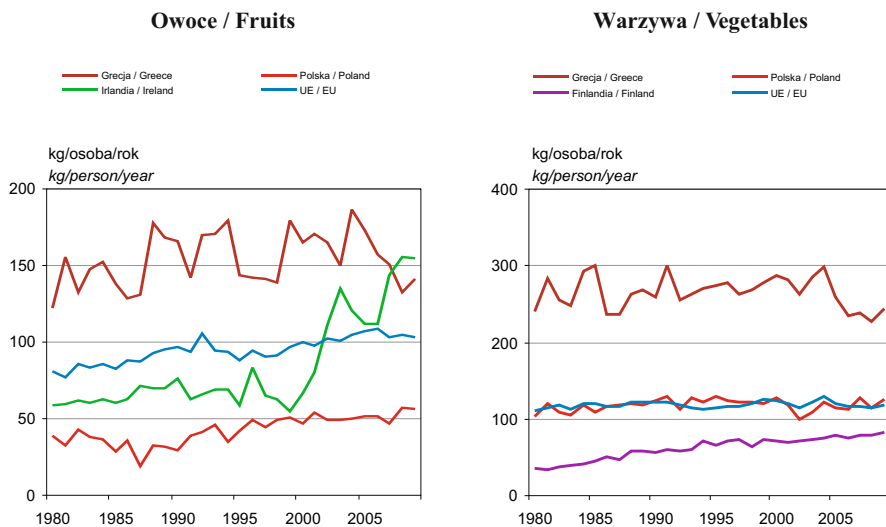 Owoce / Fruits
Grecja / Greece
Polska / Poland
Irlandia / Ireland
UE / EU
kg/osoba/rok
kg/person/year
200
150
100
50
0
1980 1985 1990 1995 2000 2005
Warzywa / Vegetables
Grecja / Greece
Polska / Poland
Finlandia / Finland
UE / EU
kg/osoba/rok
kg/person/year
400
300
200
100
0
1980 1985 1990 1995 2000 2005